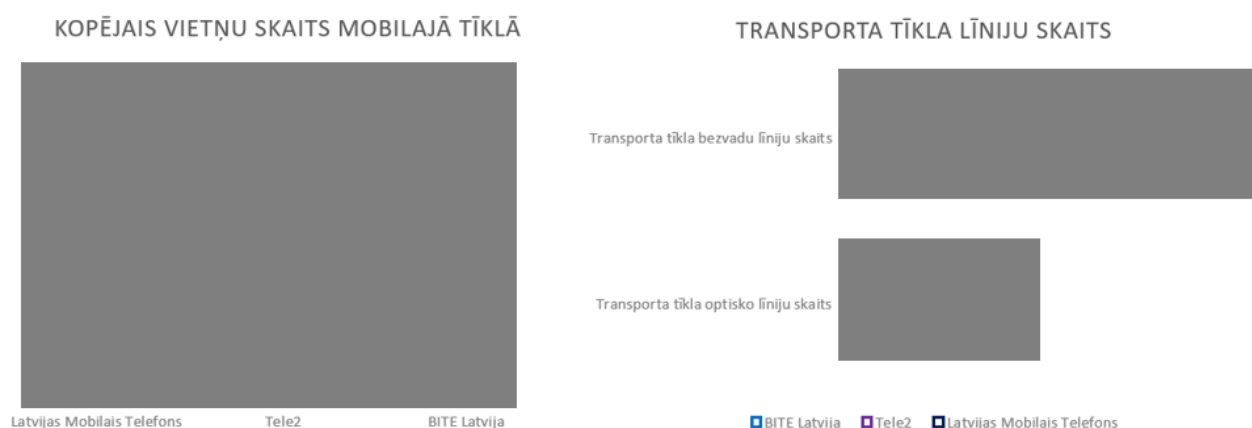 KOPĒJAIS VIETŅU SKAITS MOBILAJĀ TĪKLĀ
Latvijas Mobilais Telefons
Tele2
BITE Latvija
TRANSPORTA TĪKLA LĪNIJU SKAITS
Transporta tīkla bezvadu līniju skaits
Transporta tīkla optisko līniju skaits
BITE Latvija
Tele2
Latvijas Mobilais Telefons